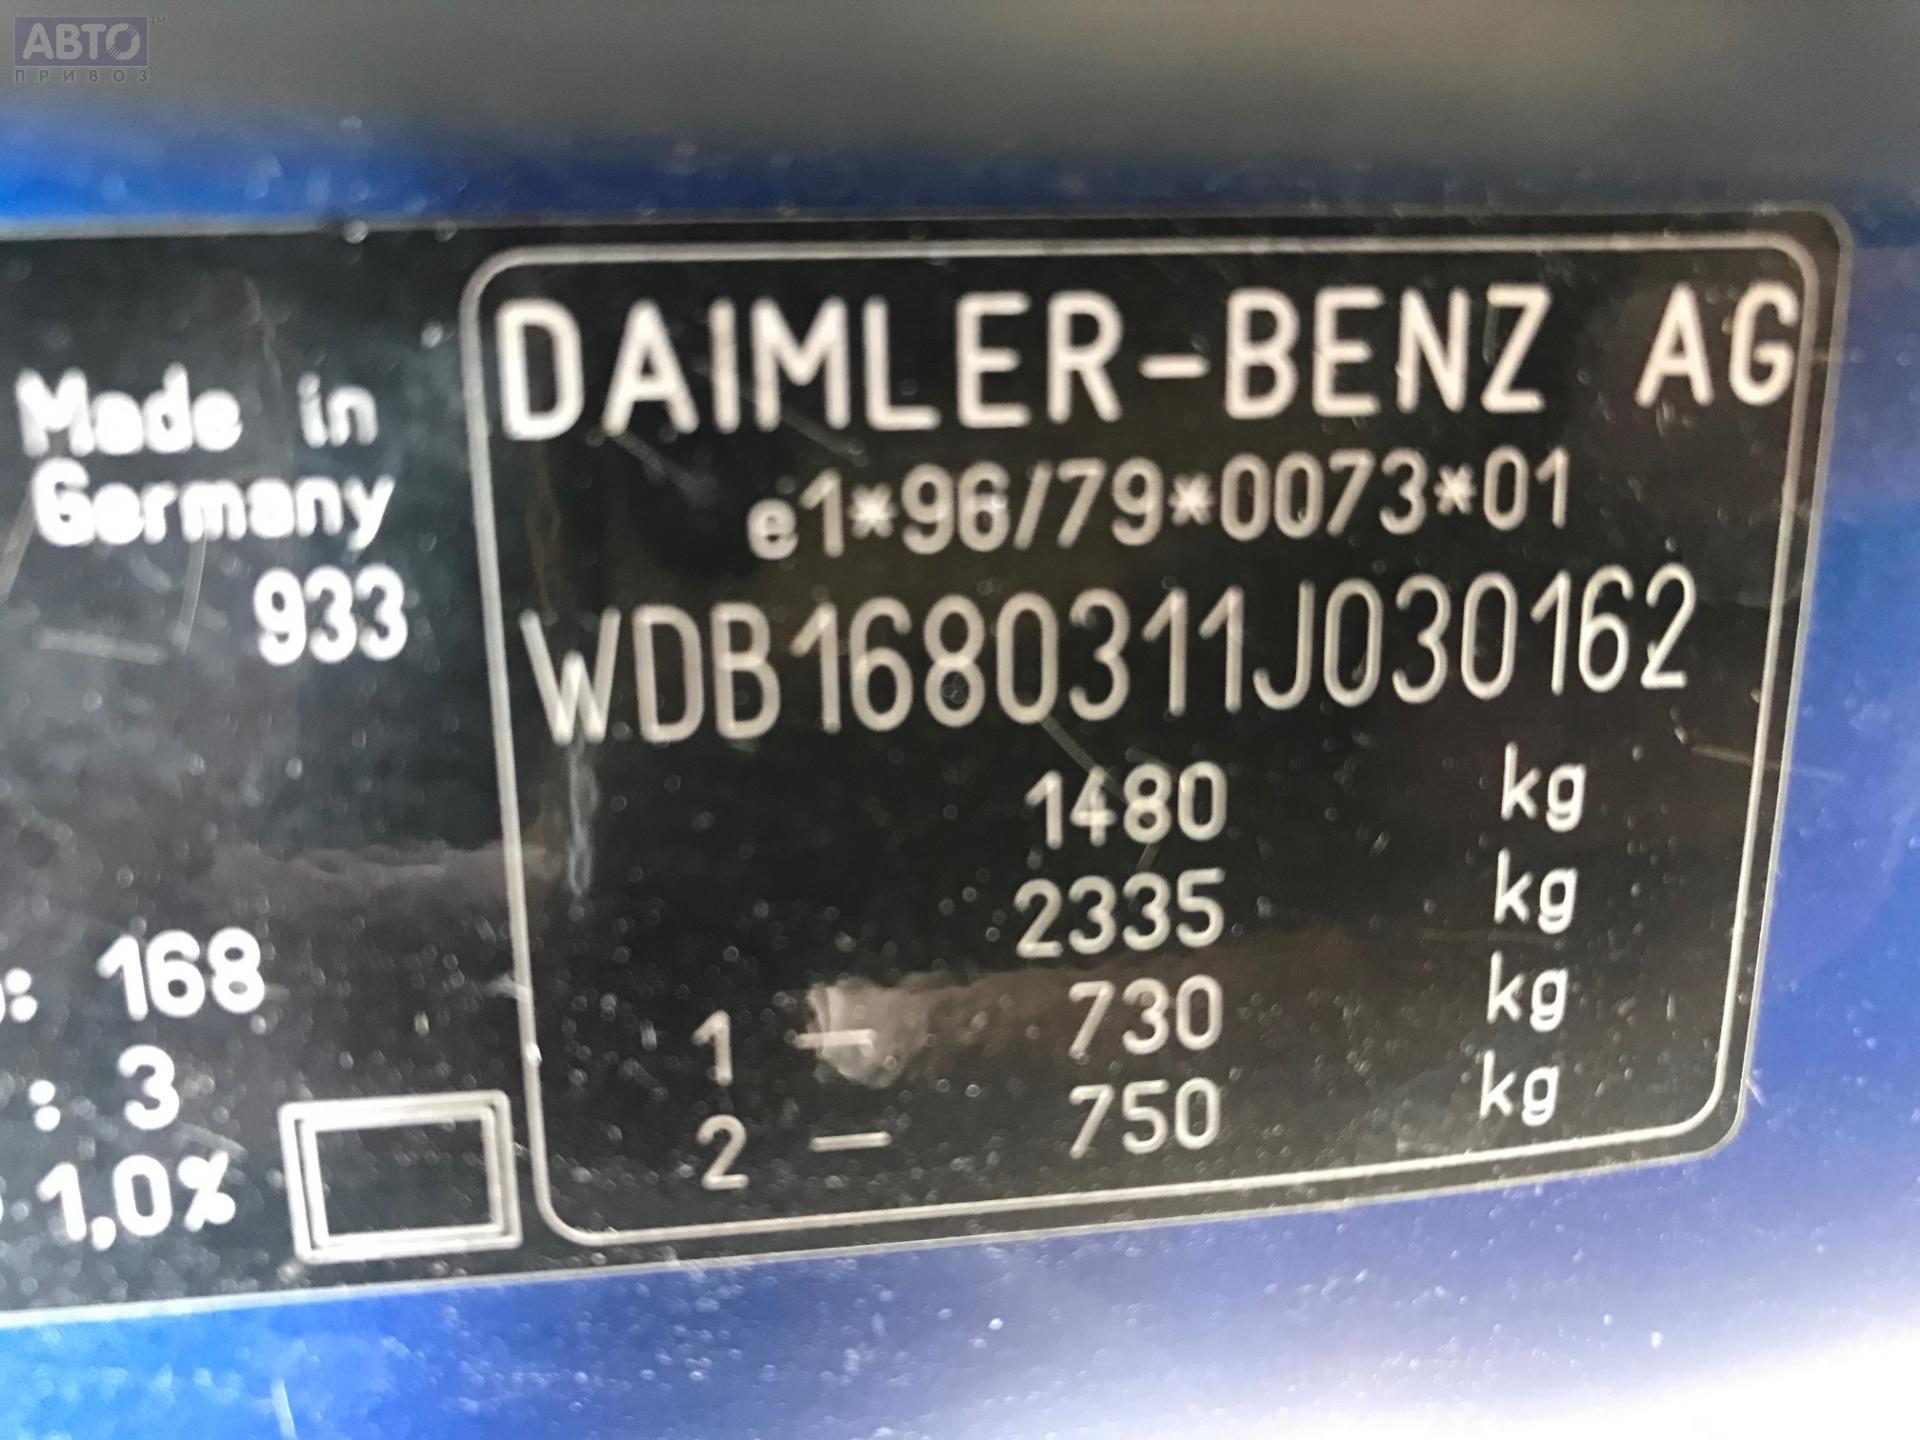 АВТО™
ПРИВОЗ
Made in
Germany
933
: 168
: 3
1,0%
DAIMLER-BENZ AG
e1*96/79*0073*01
WDB1680311J030162
1480 kg
2335 kg
1 — 730 kg
2 — 750 kg